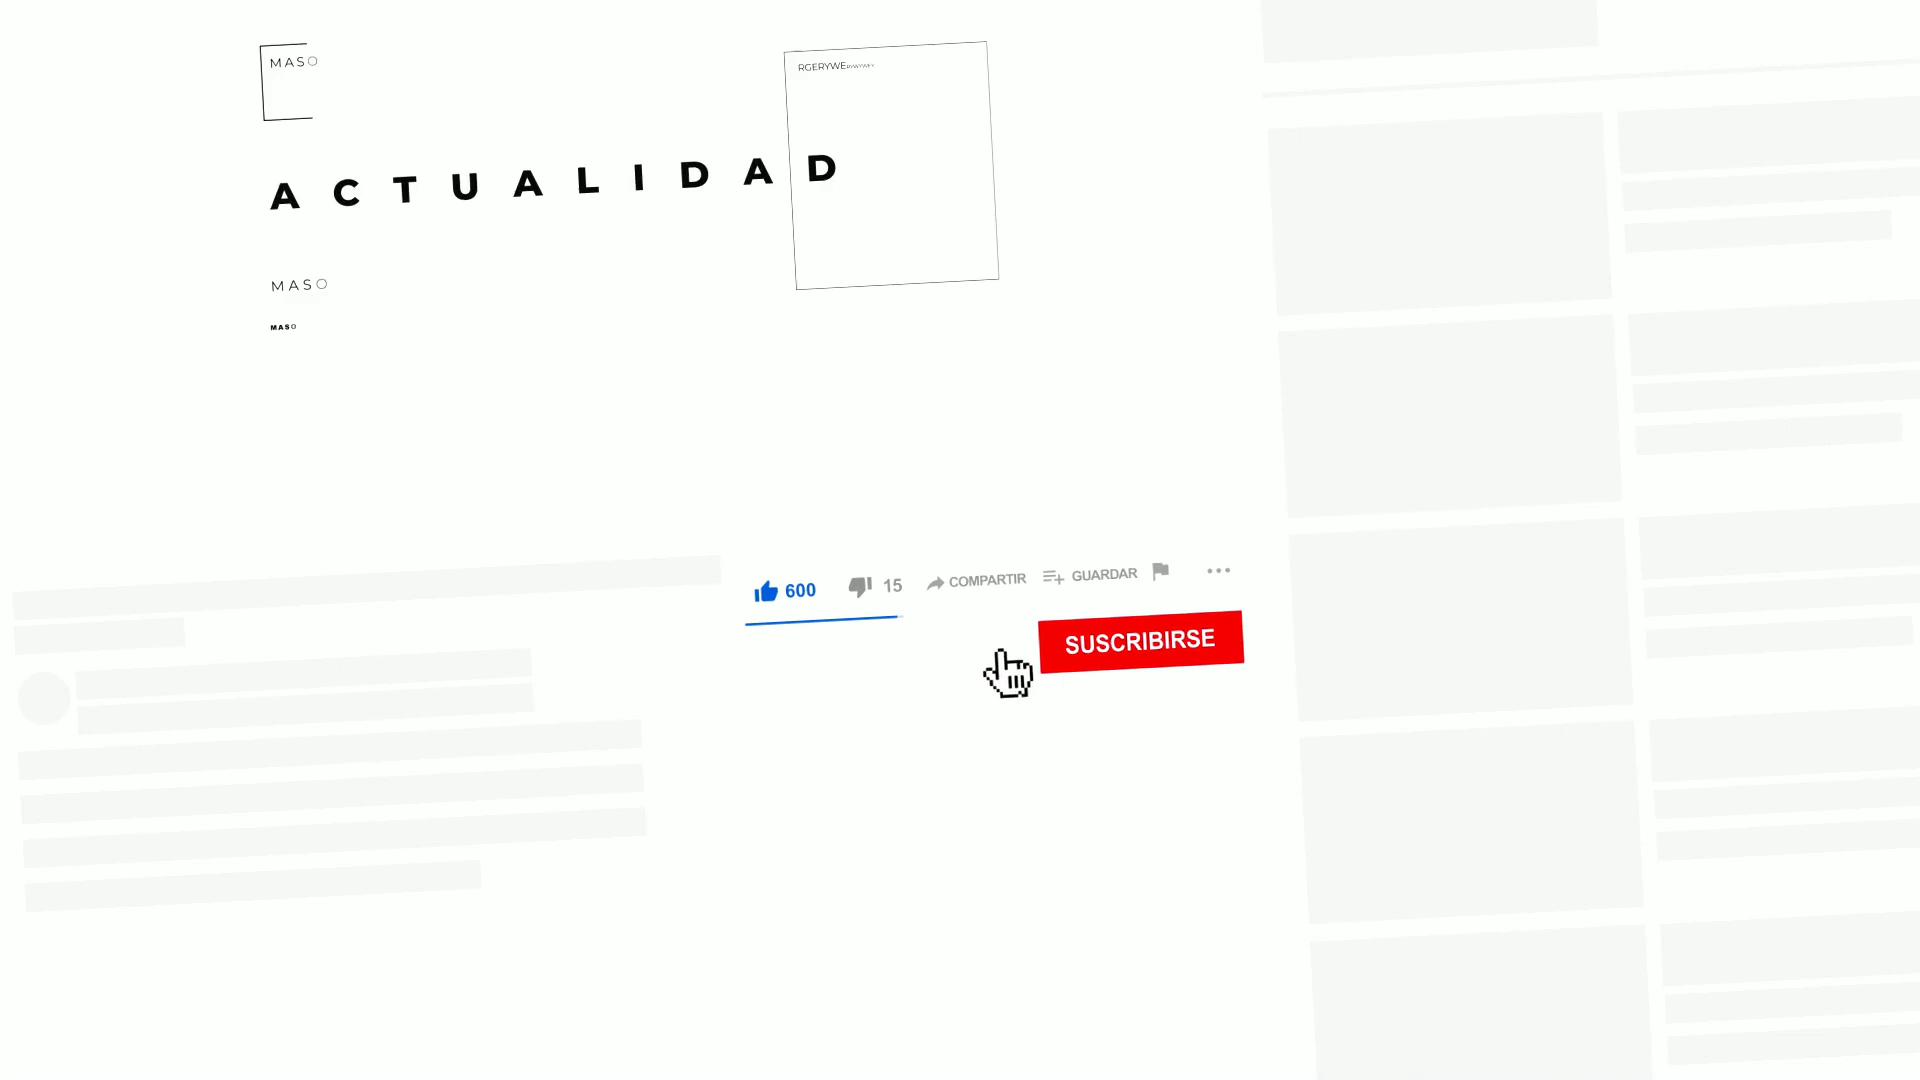 MASO
RGERYWE
ACTUALIDAD
MASO
MASO
600 15 COMPARTIR GUARDAR
SUSCRIBIRSE